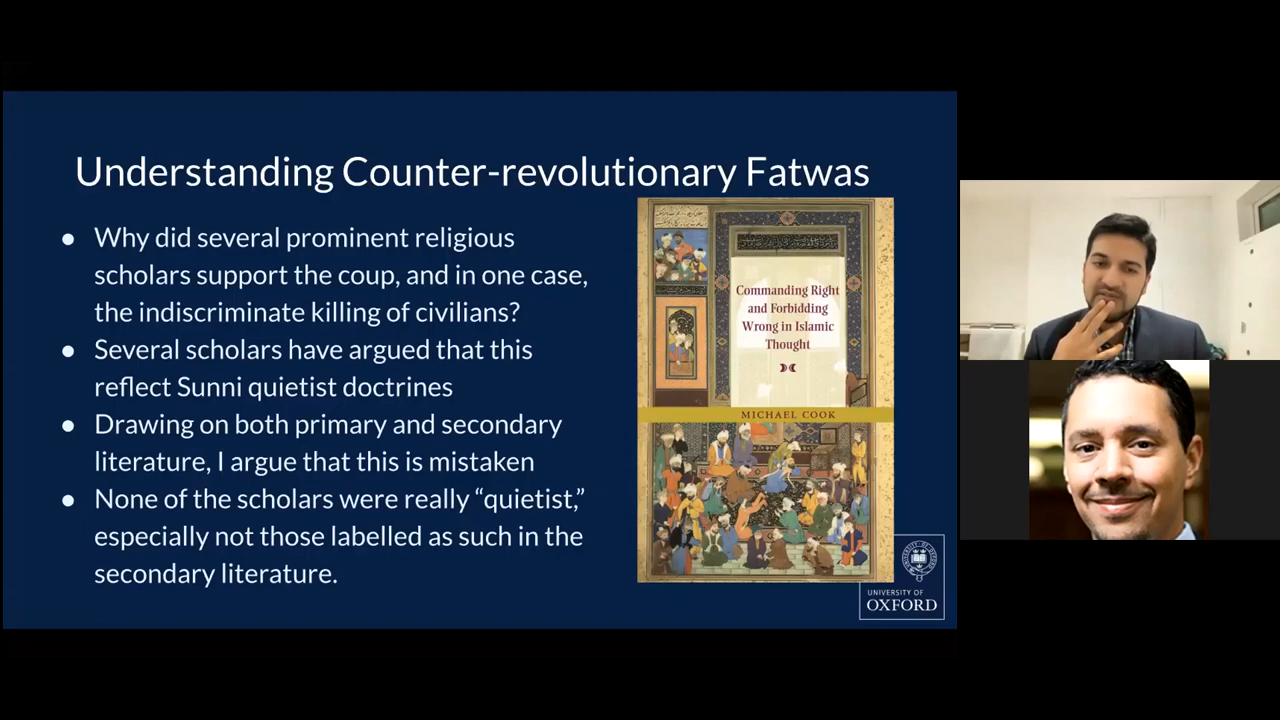 Understanding Counter-revolutionary Fatwas
● Why did several prominent religious
scholars support the coup, and in one case,
the indiscriminate killing of civilians?
● Several scholars have argued that this
reflect Sunni quietist doctrines
● Drawing on both primary and secondary
literature, I argue that this is mistaken
● None of the scholars were really “quietist,”
especially not those labelled as such in the
secondary literature.
Commanding Right
and Forbidding
Wrong in Islamic
Thought
MICHAEL COOK
UNIVERSITY OF
OXFORD